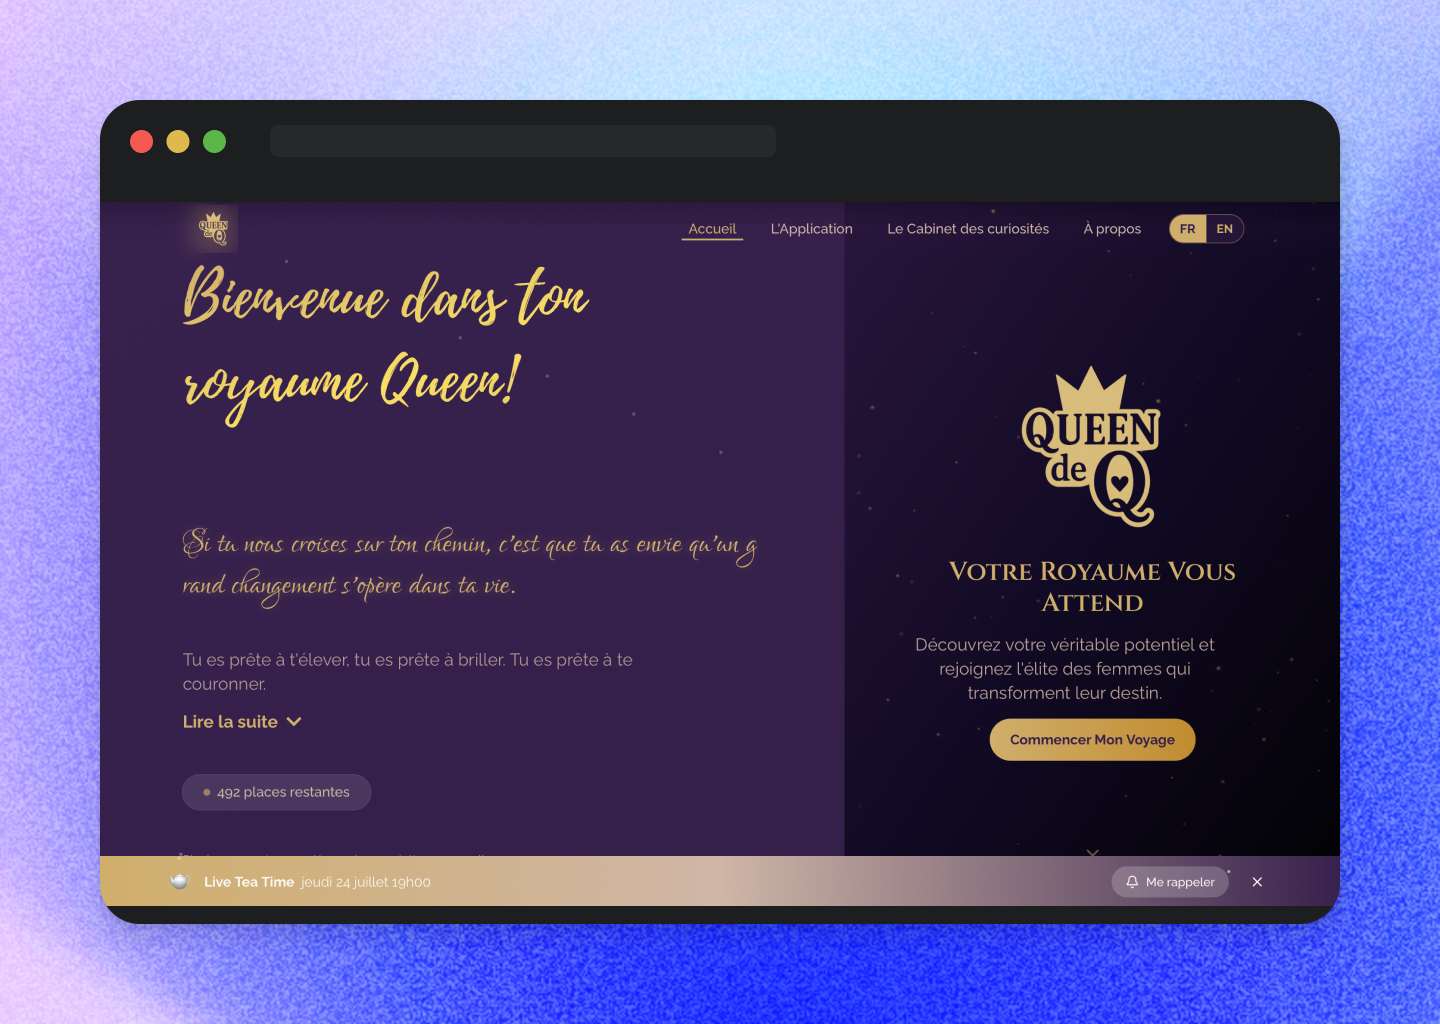 QUEEN
de Q
Accueil
L'Application
Le Cabinet des curiosités
À propos
FR
EN
Bienvenue dans ton
royaume Queen!
Si tu nous croises sur ton chemin, c'est que tu as envie qu'un g
rand changement s'opère dans ta vie.
Tu es prête à t'élever, tu es prête à briller. Tu es prête à te
couronner.
Lire la suite
492 places restantes
QUEEN
de Q
Votre Royaume Vous
Attend
Découvrez votre véritable potentiel et
rejoignez l'élite des femmes qui
transforment leur destin.
Commencer Mon Voyage
Live Tea Time jeudi 24 juillet 19h00
Me rappeler